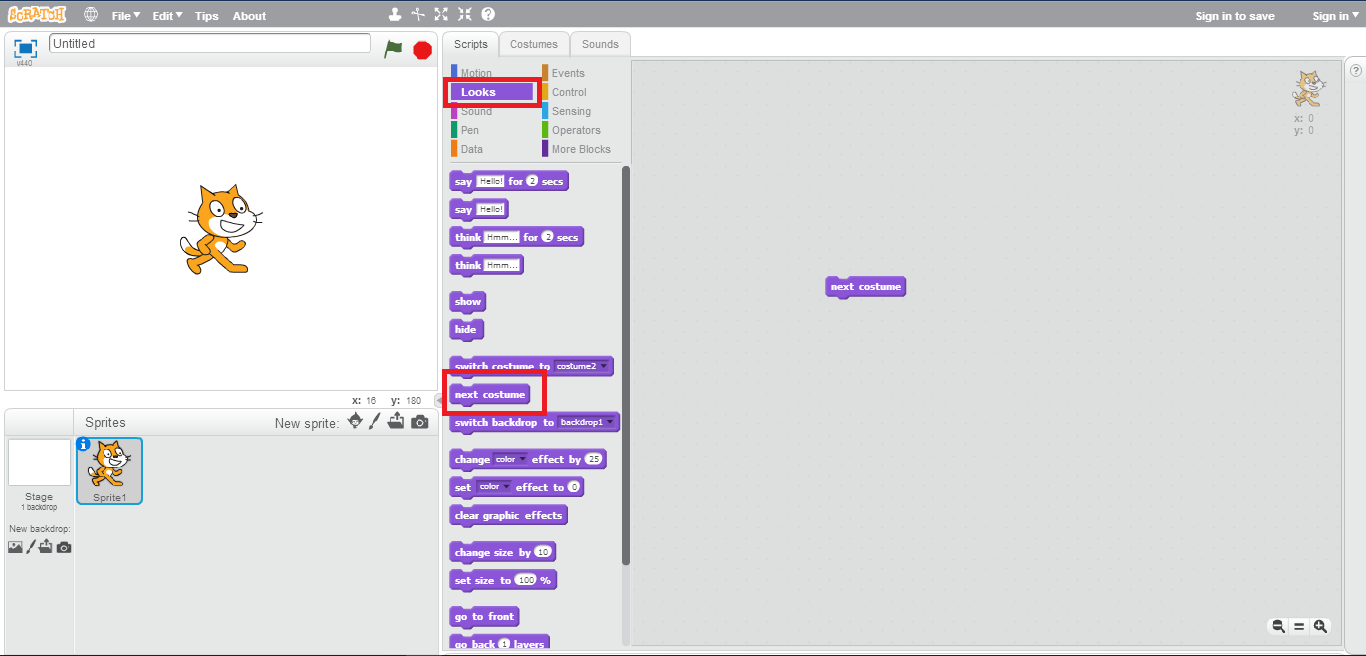 SCRATCH File Edit Tips About Sign in to save Sign in
v440 Untitled
Scripts Costumes Sounds
Motion Events
Looks Control
Sound Sensing
Pen Operators
Data More Blocks
x: 0
y: 0
say Hello! for 2 secs
say Hello!
think Hmm... for 2 secs
think Hmm...
show
hide
switch costume to costume2
next costume
switch backdrop to backdrop1
change color effect by 25
set color effect to 0
clear graphic effects
change size by 10
set size to 100 %
go to front
go back 1 layers
next costume
x: 16 y: 180
Sprites New sprite:
Stage
1 backdrop
New backdrop:
Sprite1